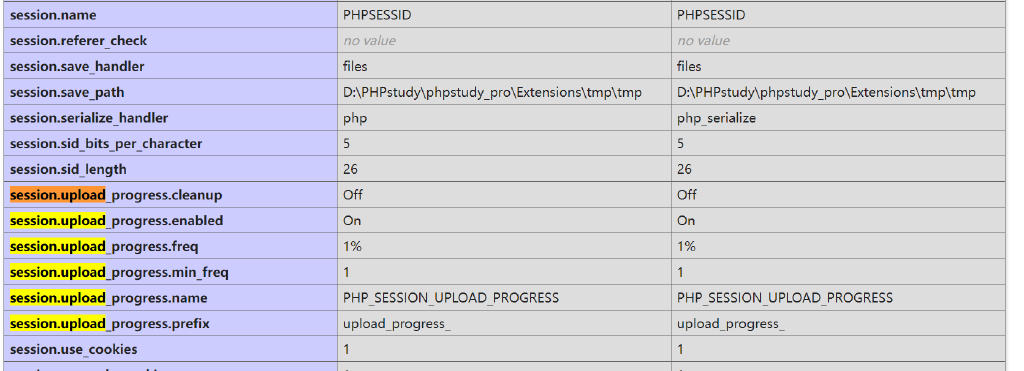 session.name PHPSESSID PHPSESSID
session.referer_check no value no value
session.save_handler files files
session.save_path D:\PHPstudy\phpstudy_pro\Extensions\tmp\tmp D:\PHPstudy\phpstudy_pro\Extensions\tmp\tmp
session.serialize_handler php php_serialize
session.sid_bits_per_character 5 5
session.sid_length 26 26
session.upload_progress.cleanup Off Off
session.upload_progress.enabled On On
session.upload_progress.freq 1% 1%
session.upload_progress.min_freq 1 1
session.upload_progress.name PHP_SESSION_UPLOAD_PROGRESS PHP_SESSION_UPLOAD_PROGRESS
session.upload_progress.prefix upload_progress_ upload_progress_
session.use_cookies 1 1